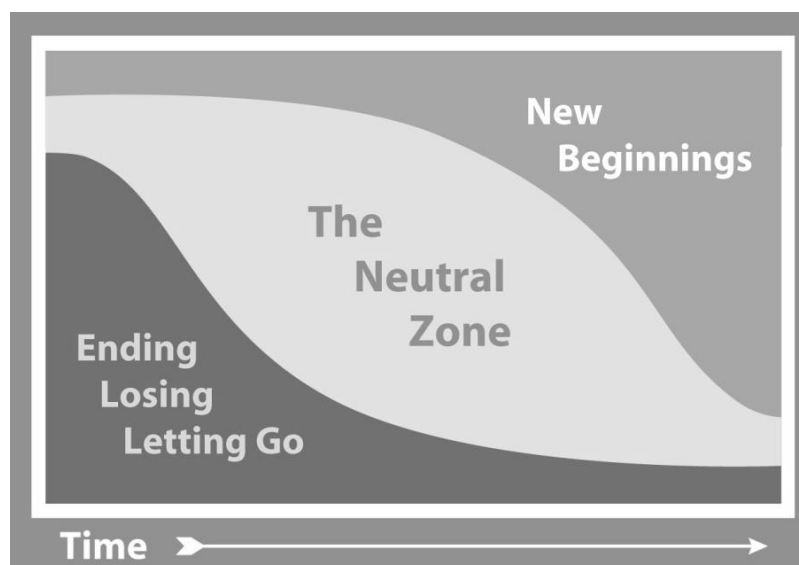 New
Beginnings
The
Neutral
Zone
Ending
Losing
Letting Go
Time